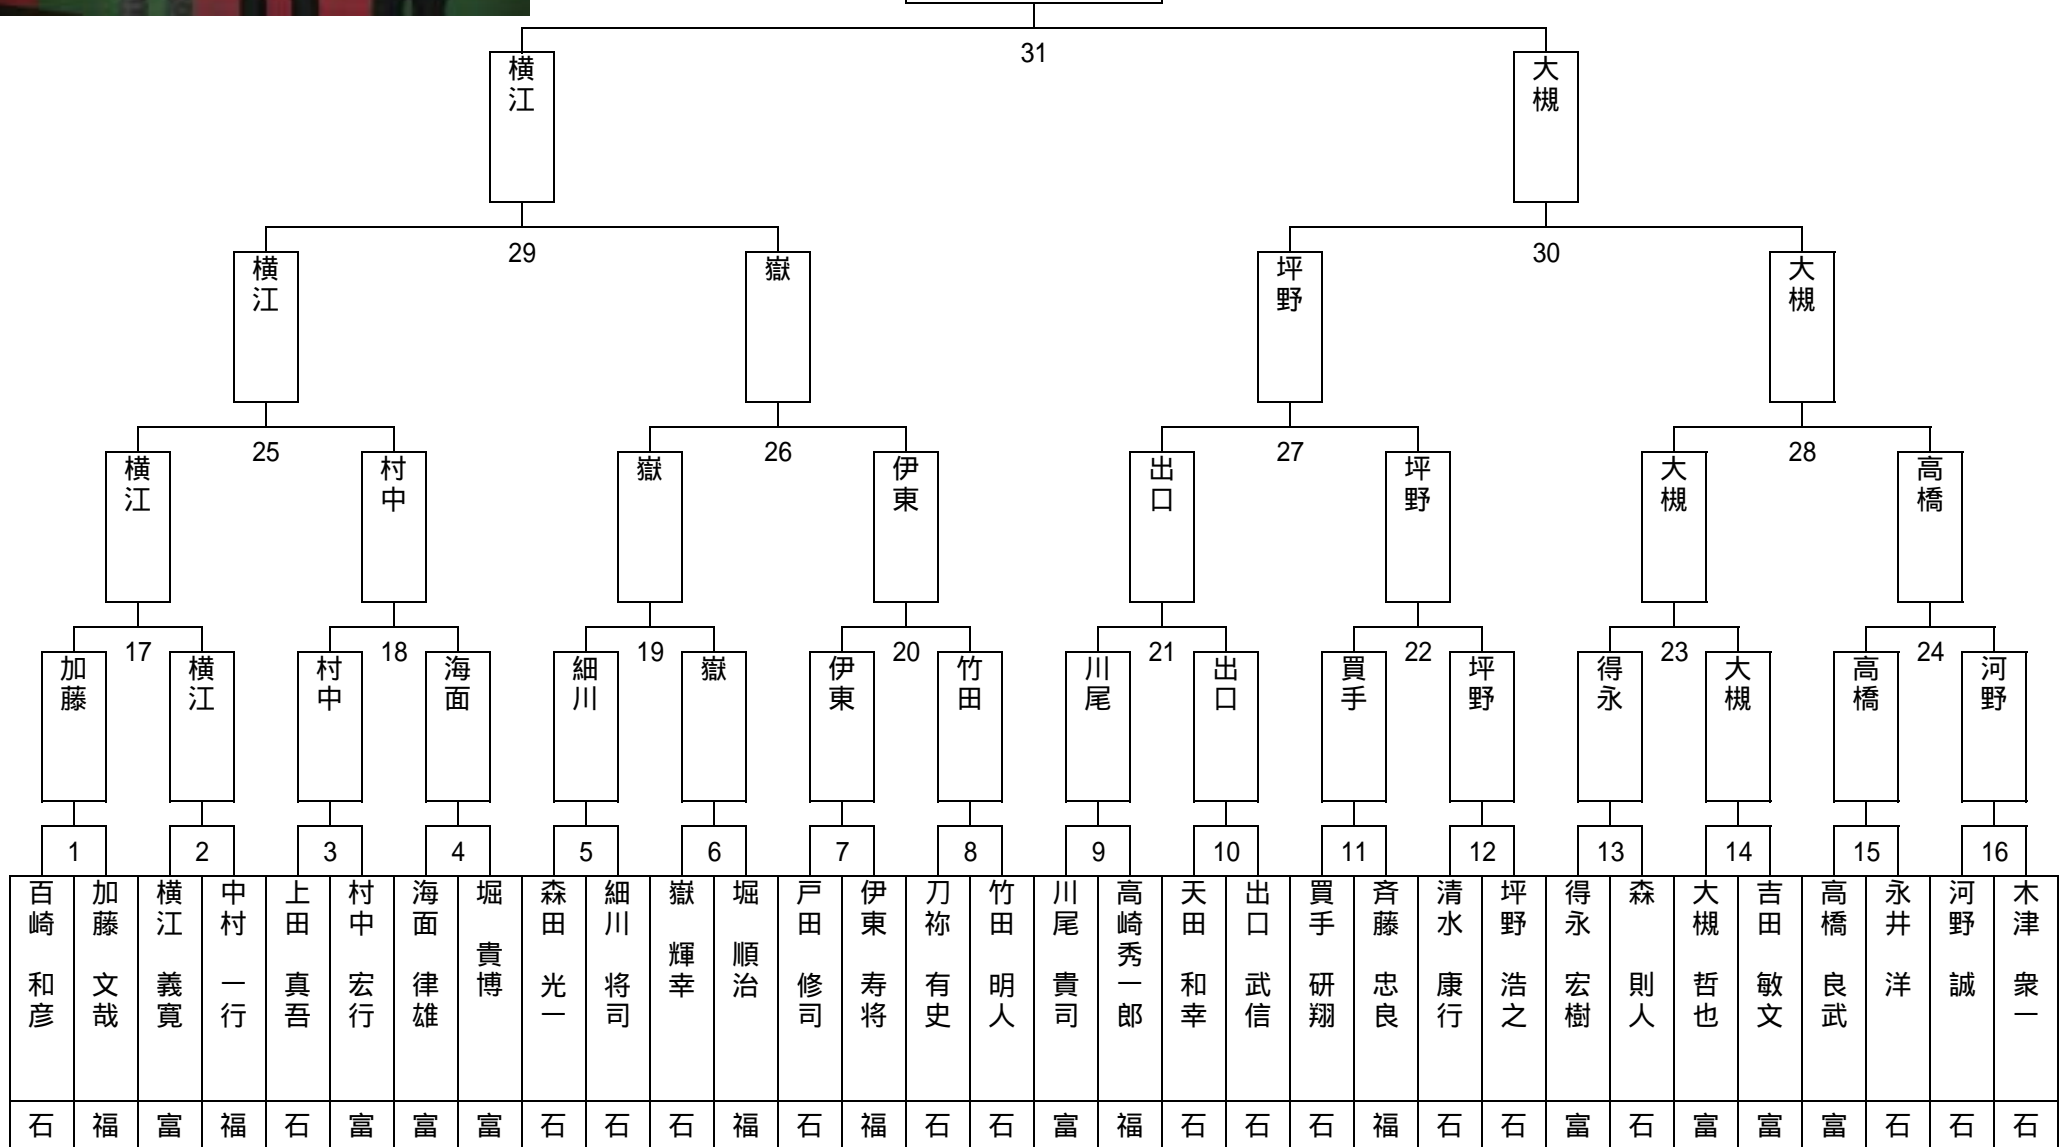 31
横江
大槻
29
30
横江
嶽
坪野
大槻
25
26
27
28
横江
村中
嶽
伊東
出口
坪野
大槻
高橋
17
18
19
20
21
22
23
24
加藤
横江
村中
海面
細川
嶽
伊東
竹田
川尾
出口
買手
坪野
得永
大槻
高橋
河野
1
2
3
4
5
6
7
8
9
10
11
12
13
14
15
16
百崎 和彦
加藤 文哉
横江 義寛
中村 一行
上田 真吾
村中 宏行
海面 律雄
堀 貴博
森田 光一
細川 将司
嶽 輝幸
堀 順治
戸田 修司
伊東 寿将
刀祢 有史
竹田 明人
川尾 貴司
高崎秀一郎
天田 和幸
出口 武信
買手 研翔
斉藤 忠良
清水 康行
坪野 浩之
得永 宏樹
森 則人
大槻 哲也
吉田 敏文
高橋 良武
永井 洋
河野 誠
木津 衆一
石 福 富 福 石 富 富 富 石 石 石 福 石 福 石 石 富 福 石 石 石 福 石 石 富 石 富 富 富 石 石 石